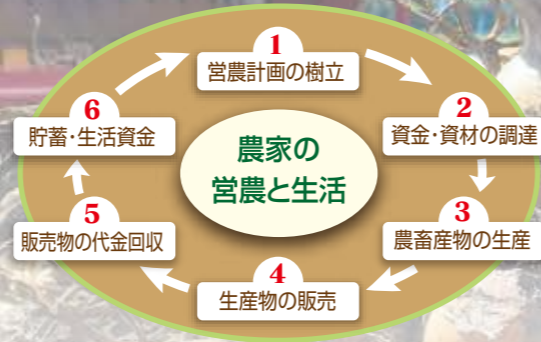 1
営農計画の樹立
2
資金・資材の調達
3
農畜産物の生産
4
生産物の販売
5
販売物の代金回収
6
貯蓄・生活資金
農家の
営農と生活